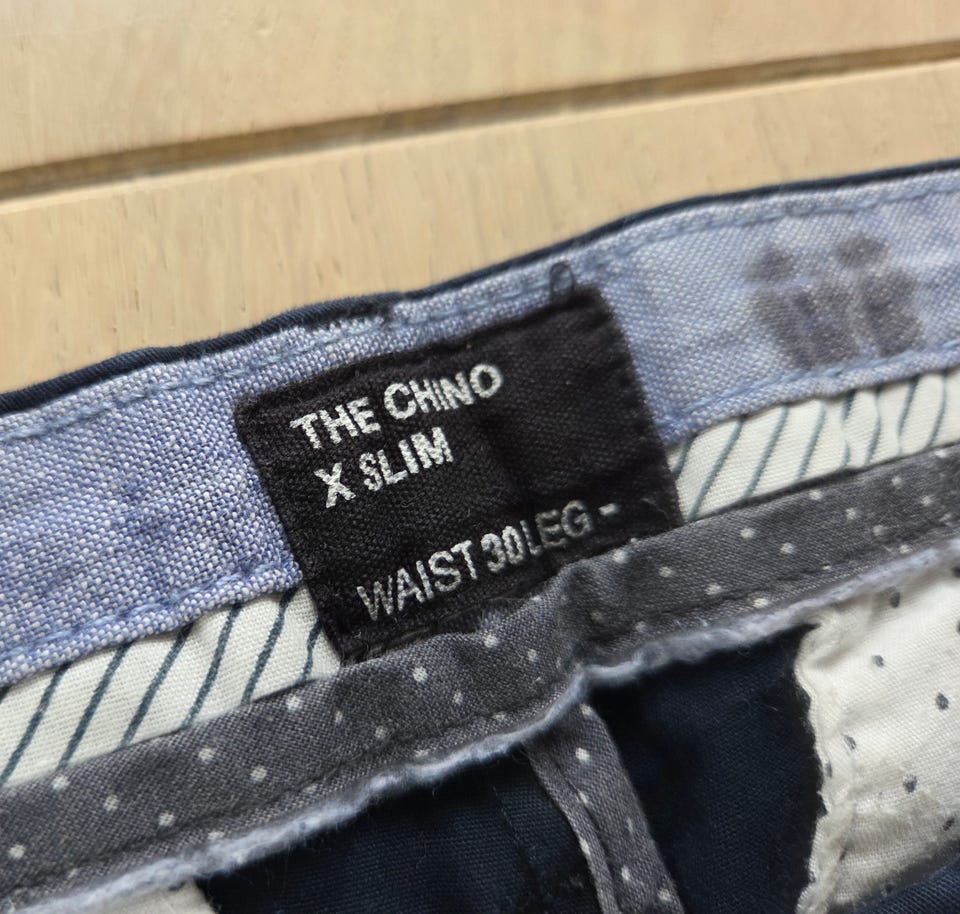 THE CHINO
X SLIM
WAIST 30 LEG -